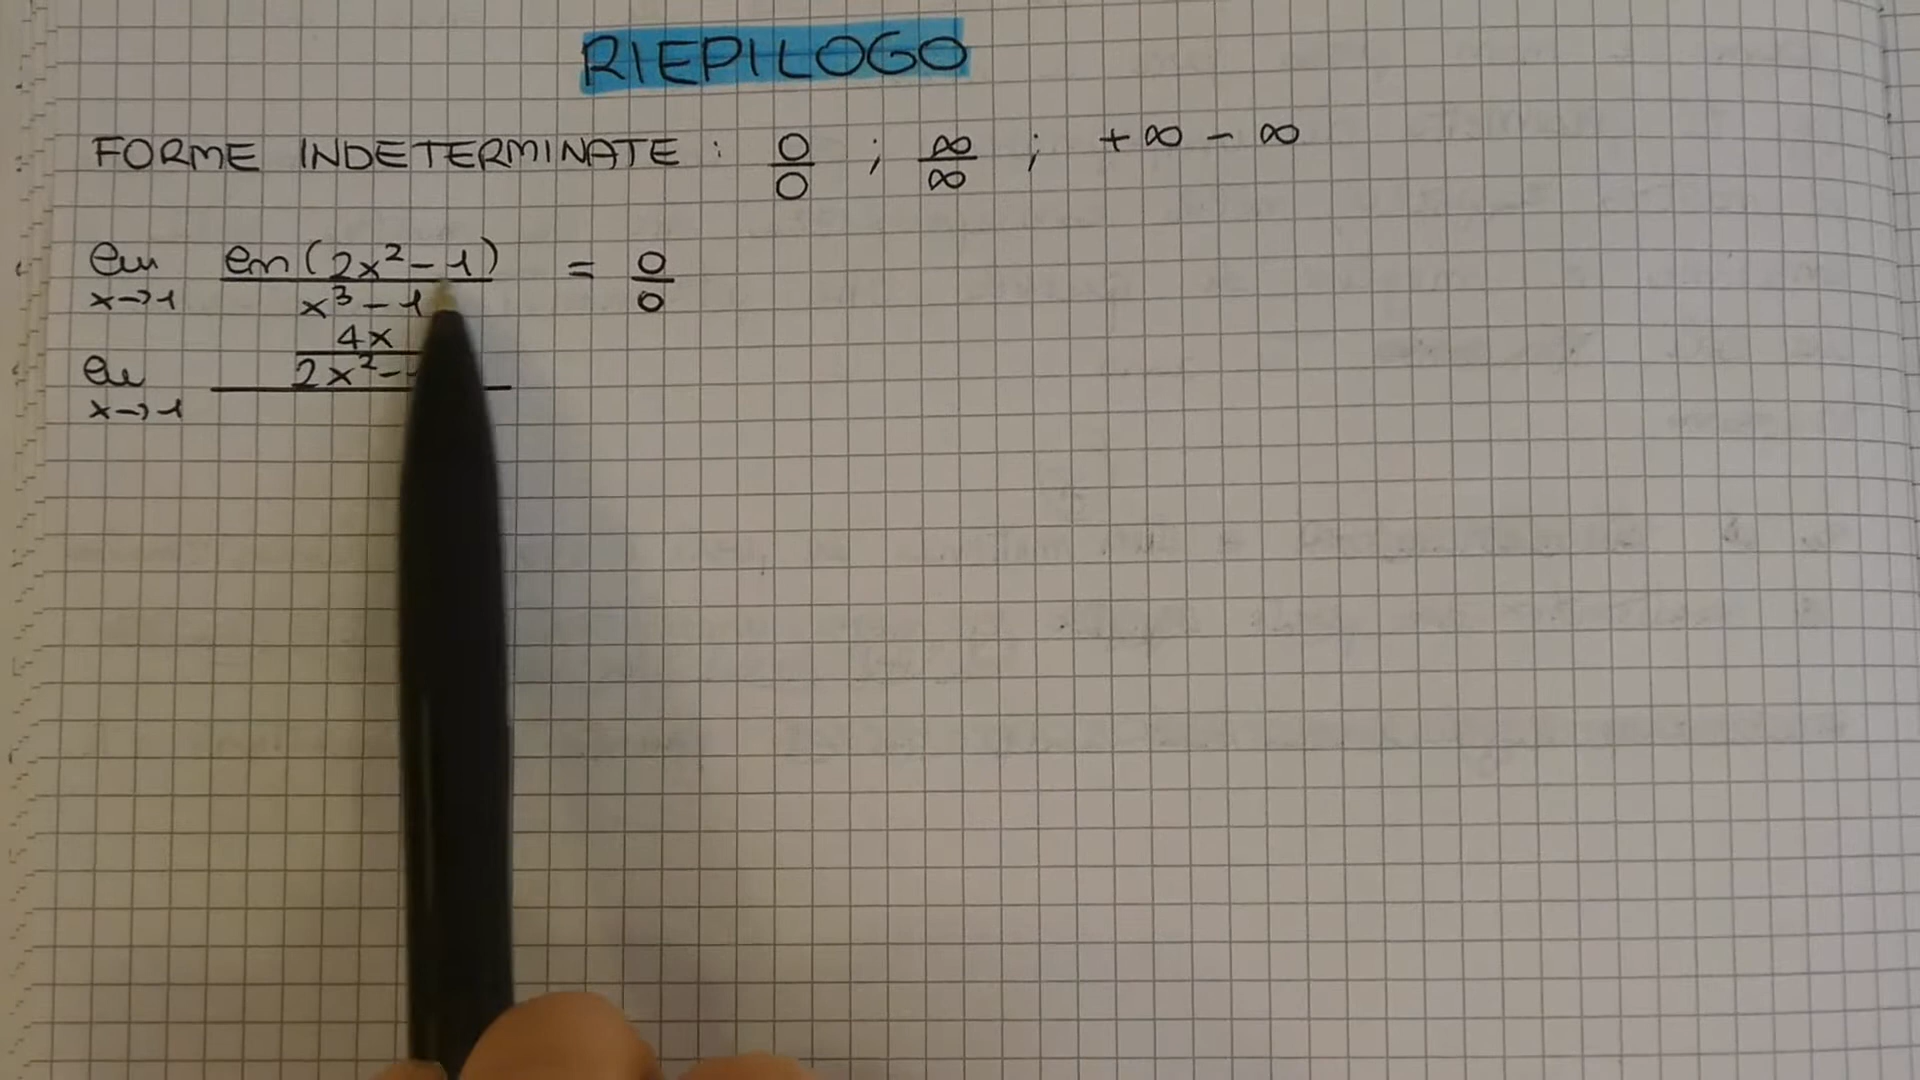 RIEPILOGO
FORME INDETERMINATE : 0/0 ; ∞/∞ ; +∞ - ∞
lim x→1 ln(2x²-1) / x³-1 = 0/0
lim x→1 4x / 2x²-